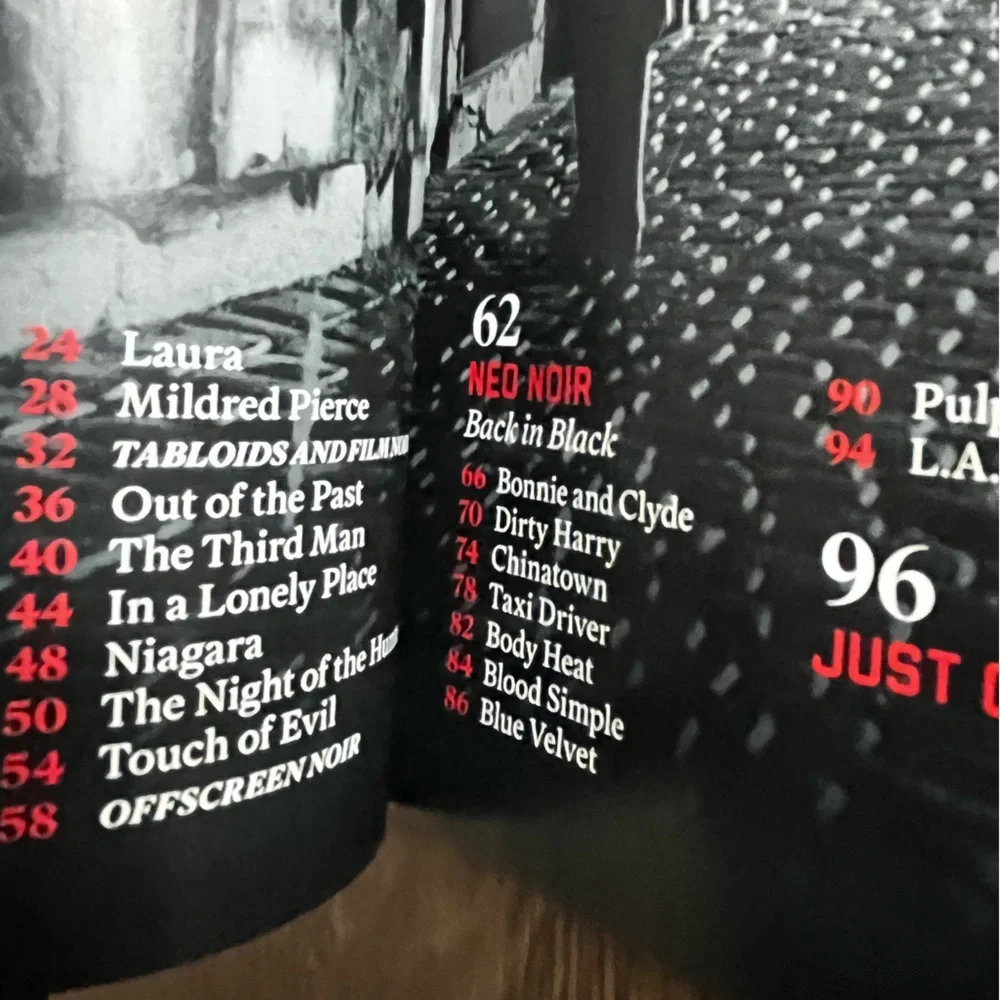 24 Laura
28 Mildred Pierce
32 TABLOIDS AND FILM
36 Out of the Past
40 The Third Man
44 In a Lonely Place
48 Niagara
50 The Night of the
54 Touch of Evil
58 OFFSCREEN NOIR
62
NEO NOIR
Back in Black
66 Bonnie and Clyde
70 Dirty Harry
74 Chinatown
78 Taxi Driver
82 Body Heat
84 Blood Simple
86 Blue Velvet
90
94 L.A.
96
JUST